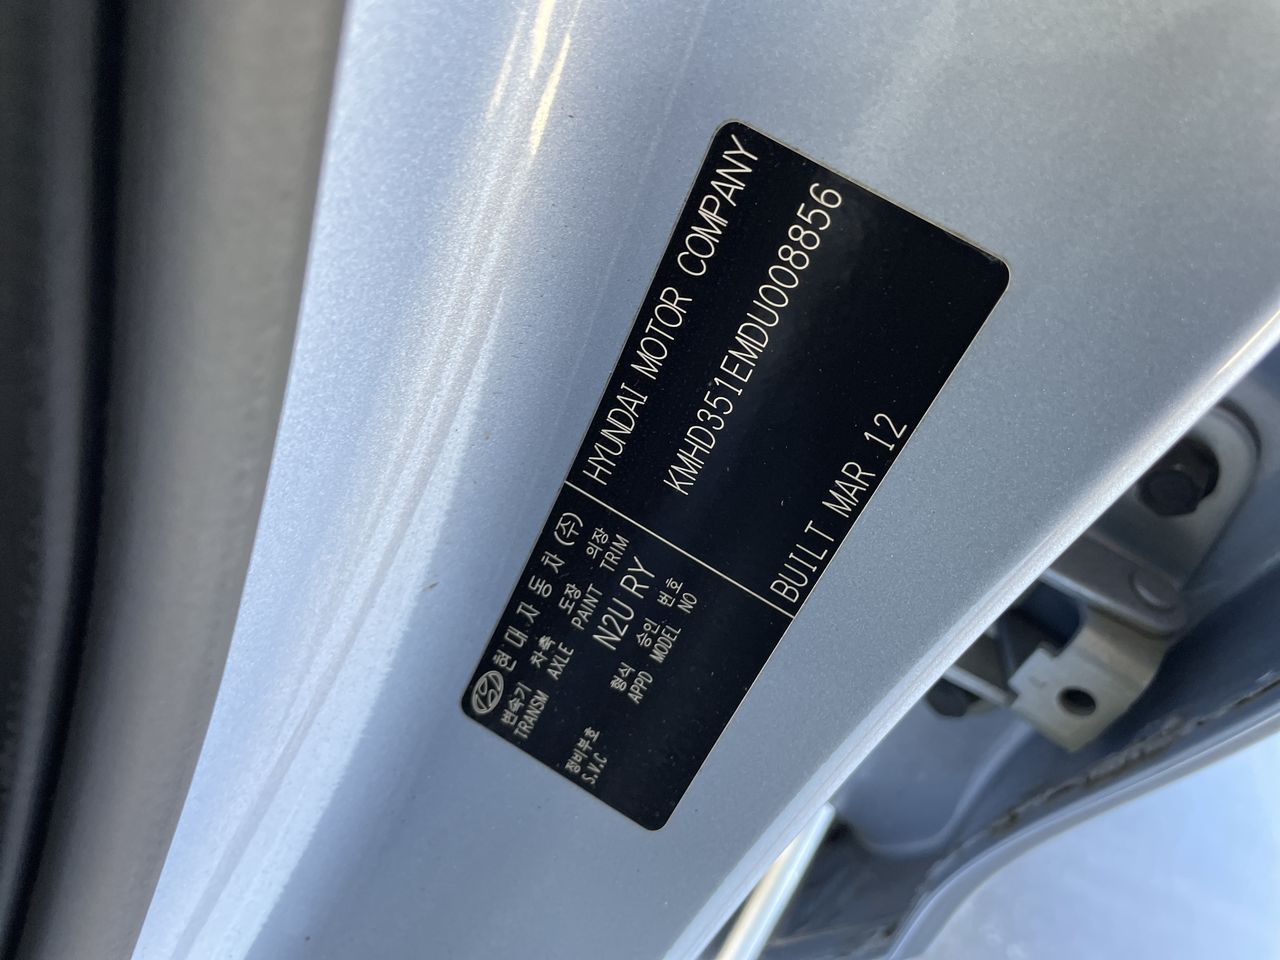 현대자동차(주)
HYUNDAI MOTOR COMPANY
변속기 차축 도장 의장
TRANSM AXLE PAINT TRIM
N2U RY
KMHD351EMDU008856
장비부호 형식 승인 번호
S.V.C APPD MODEL NO
BUILT MAR 12